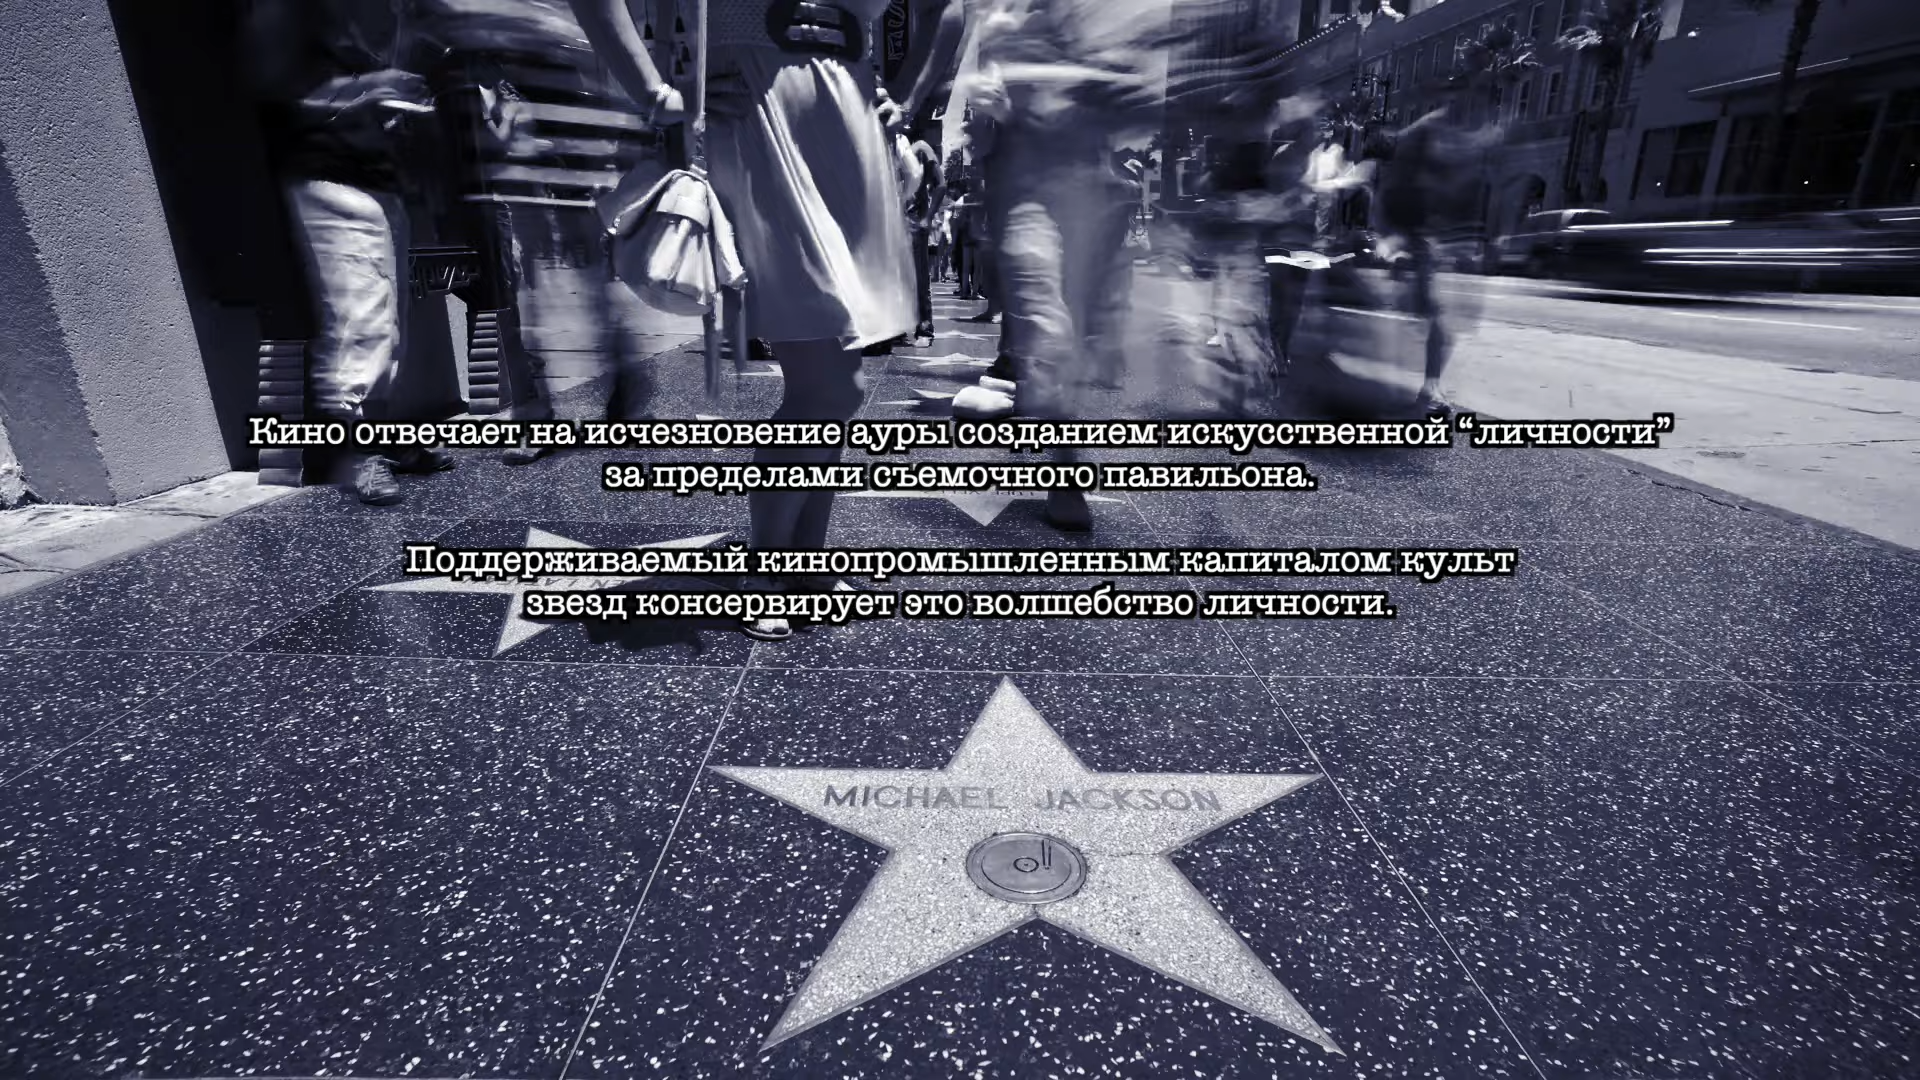 Кино отвечает на исчезновение ауры созданием искусственной “личности”
за пределами съемочного павильона.
Поддерживаемый кинопромышленным капиталом культ
звезд консервирует это волшебство личности.
MICHAEL JACKSON